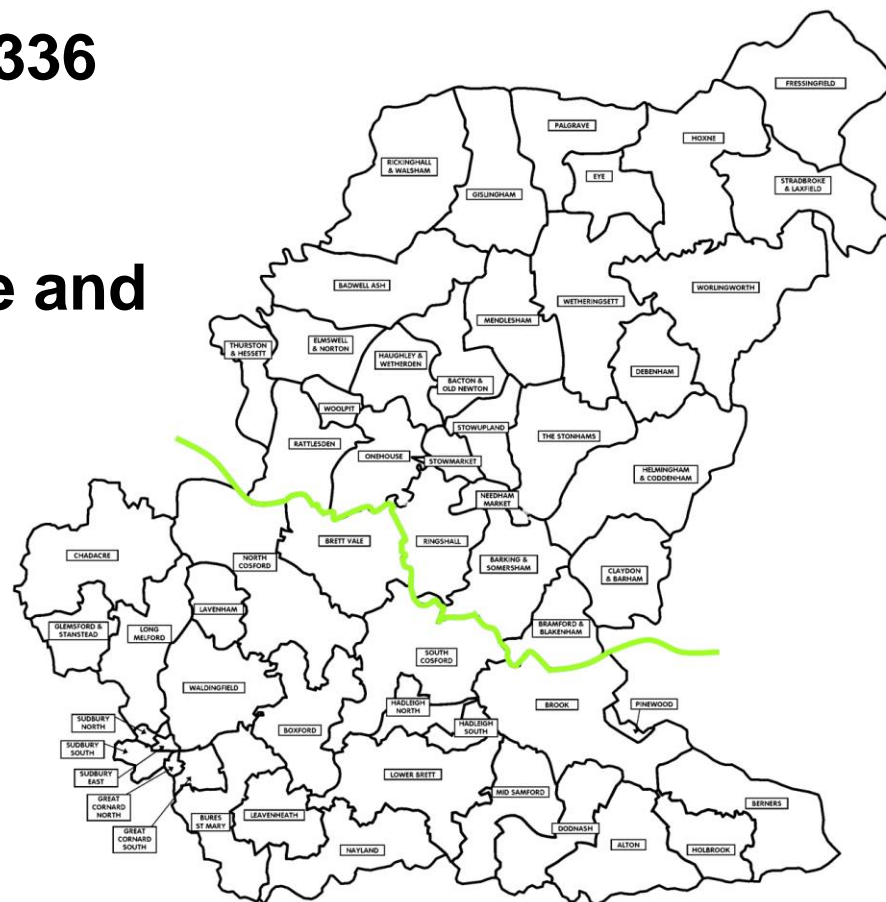 336
e and
FRESSINGFIELD
PALGRAVE
HOXNE
RICKINGHALL
& WALSHAM
EYE
STRADBROKE
& LAXFIELD
GISLINGHAM
BADWELL ASH
WORLINGWORTH
WETHERINGSETT
MENDLESHAM
THURSTON
& HESSETT
ELMSWELL
& NORTON
HAUGHLEY &
WETHERDEN
DEBENHAM
BACTON &
OLD NEWTON
WOOLPIT
STOWUPLAND
RATTLESDEN
THE STONHAMS
ONEHOUSE
STOWMARKET
HELMINGHAM
& CODDENHAM
NEEDHAM
MARKET
BRETT VALE
RINGSHALL
CHADACRE
NORTH
COSFORD
BARKING &
SOMERSHAM
CLAYDON
& BARHAM
LAVENHAM
GLEMSFORD &
STANSTEAD
LONG
MELFORD
BRAMFORD &
BLAKENHAM
SOUTH
COSFORD
WALDINGFIELD
HADLEIGH
NORTH
BROOK
PINEWOOD
SUDBURY
NORTH
BOXFORD
HADLEIGH
SOUTH
SUDBURY
SOUTH
SUDBURY
EAST
LOWER BRETT
MID SAMFORD
BERNERS
GREAT
CORNARD
NORTH
BURES
ST MARY
LEAVENHEATH
DODNASH
GREAT
CORNARD
SOUTH
NAYLAND
ALTON
HOLBROOK